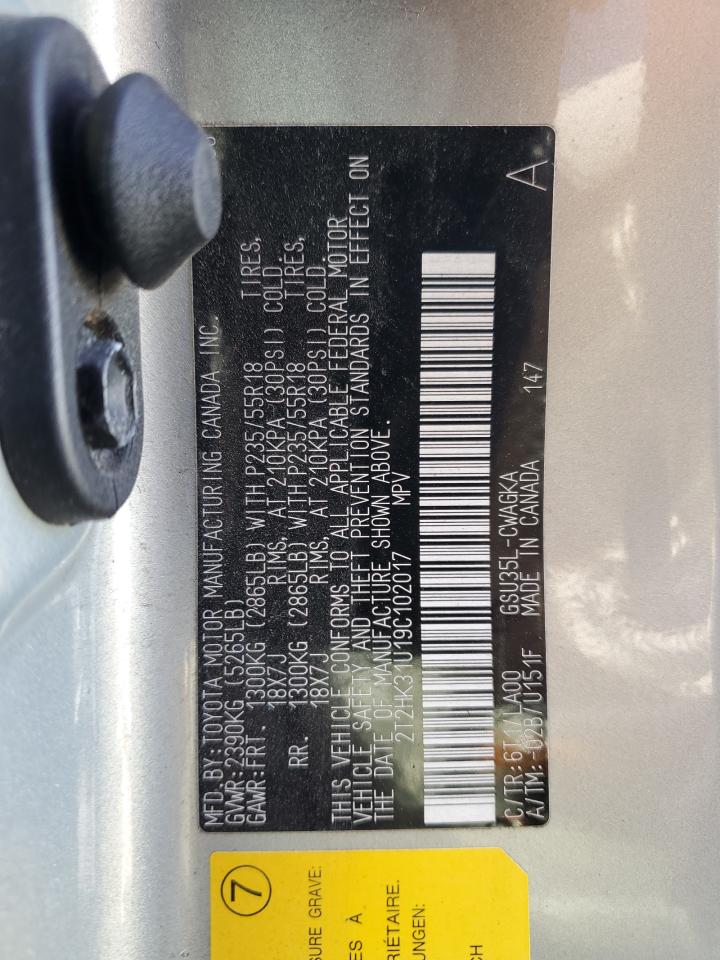 MFD.BY:TOYOTA MOTOR MANUFACTURING CANADA INC.
GVWR:2390KG (5265LB)
GAWR:FRT. 1300KG (2865LB) WITH P235/55R18 TIRES,
18X7J RIMS, AT 210KPA (30PSI) COLD.
RR. 1300KG (2865LB) WITH P235/55R18 TIRES,
18X7J RIMS, AT 210KPA (30PSI) COLD.
THIS VEHICLE CONFORMS TO ALL APPLICABLE FEDERAL MOTOR
VEHICLE SAFETY AND THEFT PREVENTION STANDARDS IN EFFECT ON
THE DATE OF MANUFACTURE SHOWN ABOVE.
2T2HK31U19C102017 MPV
C/TR:6T1/LA00 GSU35L-CWAGKA 147 A
A/TM:-02B/U151F MADE IN CANADA
7
SURE GRAVE:
ES À
RIÉTAIRE.
UNGEN:
CH